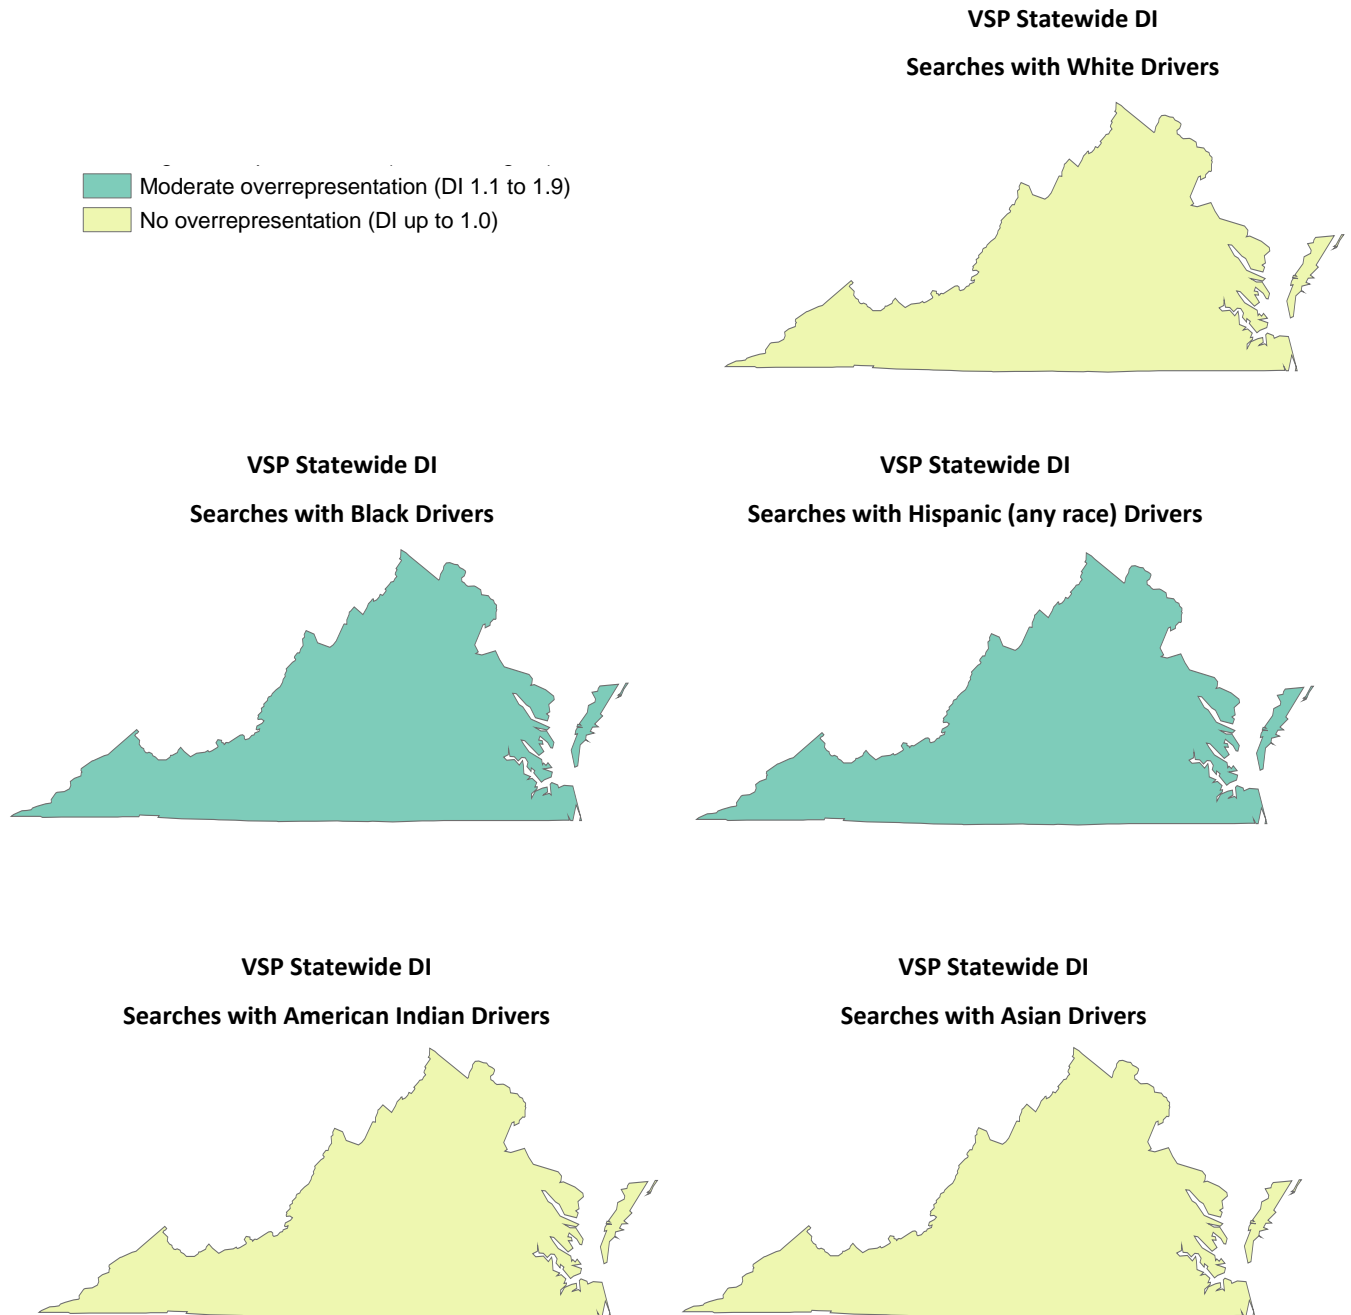 VSP Statewide DI
Searches with White Drivers
Moderate overrepresentation (DI 1.1 to 1.9)
No overrepresentation (DI up to 1.0)
VSP Statewide DI
Searches with Black Drivers
VSP Statewide DI
Searches with Hispanic (any race) Drivers
VSP Statewide DI
Searches with American Indian Drivers
VSP Statewide DI
Searches with Asian Drivers